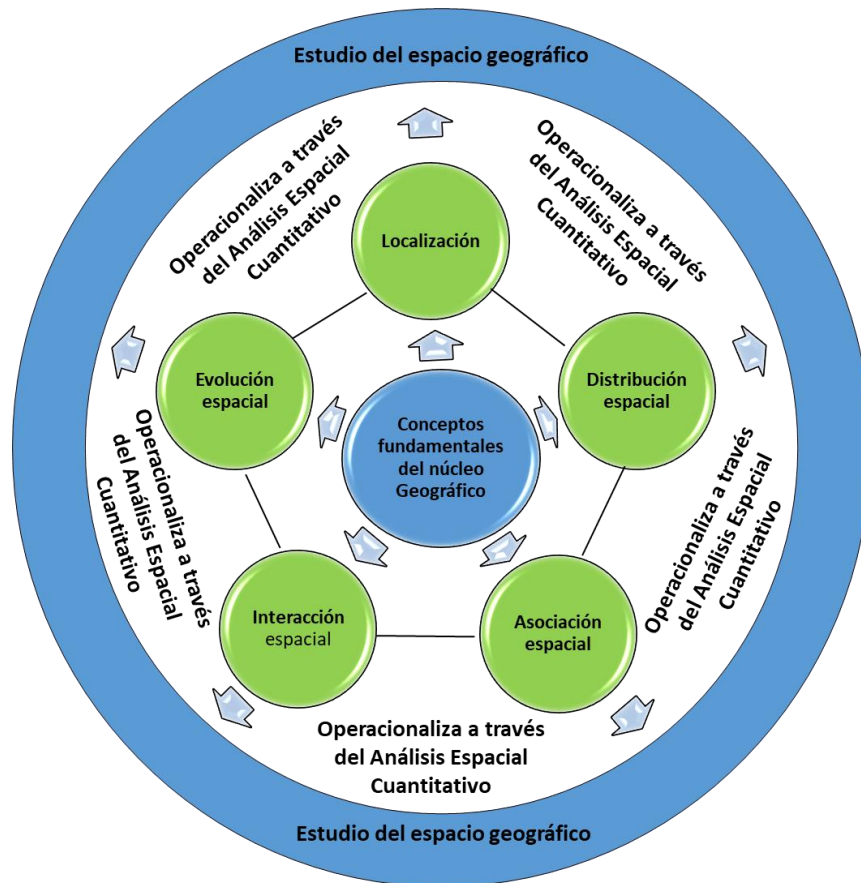 Estudio del espacio geográfico
Operacionaliza a través
del Análisis Espacial
Cuantitativo
Operacionaliza a través
del Análisis Espacial
Cuantitativo
Localización
Evolución
espacial
Distribución
espacial
Conceptos
fundamentales
del núcleo
Geográfico
Operacionaliza a través
del Análisis Espacial
Cuantitativo
Operacionaliza a través
del Análisis Espacial
Cuantitativo
Interacción
espacial
Asociación
espacial
Operacionaliza a través
del Análisis Espacial
Cuantitativo
Estudio del espacio geográfico